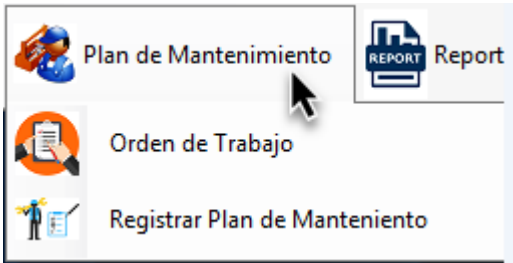 Plan de Mantenimiento
REPORT Report
Orden de Trabajo
Registrar Plan de Manteniento